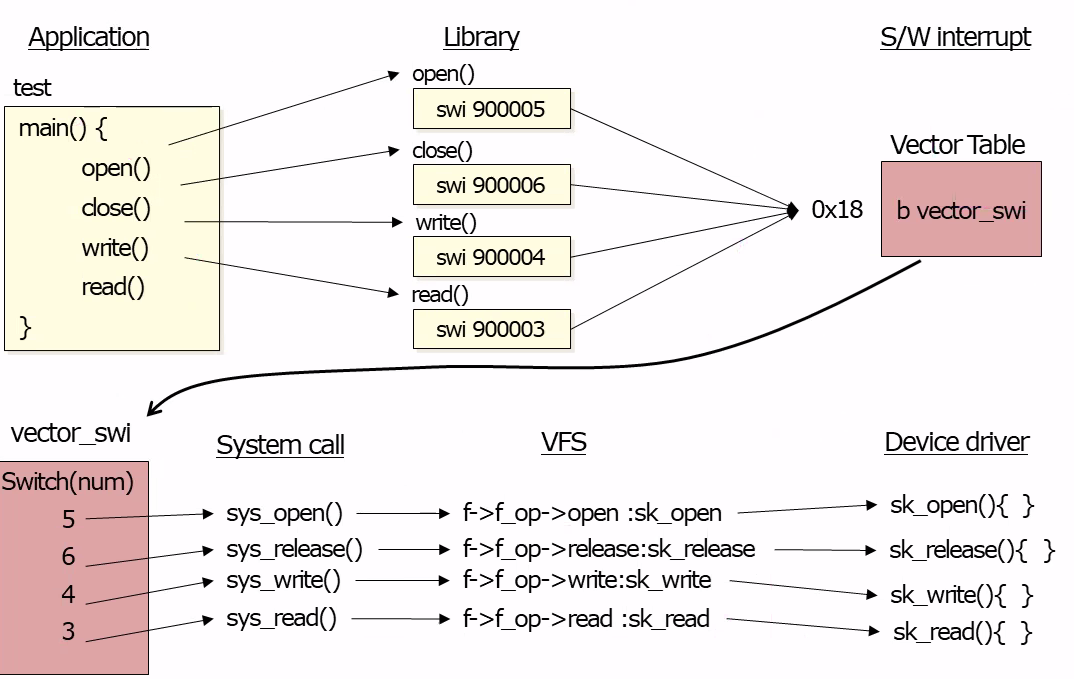 Application
Library
S/W interrupt
test
main() {
open()
close()
write()
read()
}
open()
swi 900005
close()
swi 900006
write()
swi 900004
read()
swi 900003
0x18
Vector Table
b vector_swi
vector_swi
System call
VFS
Device driver
Switch(num)
5
sys_open()
f->f_op->open :sk_open
sk_open(){ }
6
sys_release()
f->f_op->release:sk_release
sk_release(){ }
4
sys_write()
f->f_op->write:sk_write
sk_write(){ }
3
sys_read()
f->f_op->read :sk_read
sk_read(){ }